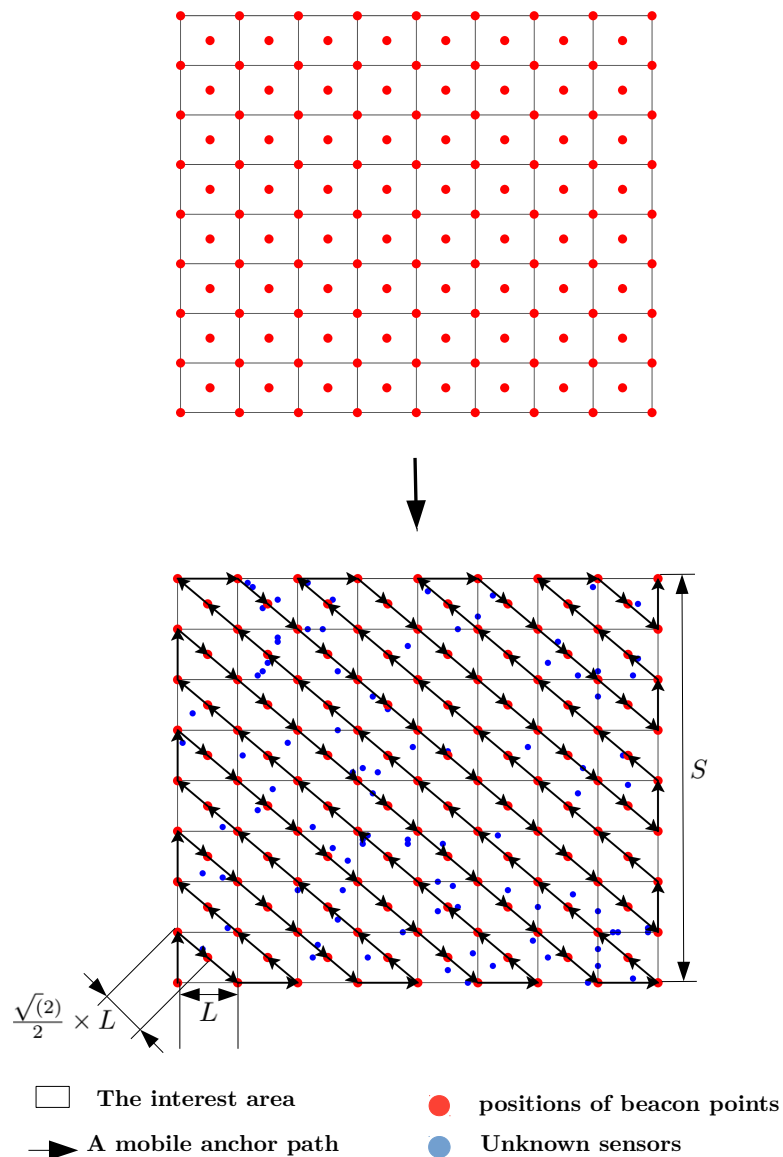 S
L
√(2)/2 × L
The interest area
positions of beacon points
A mobile anchor path
Unknown sensors